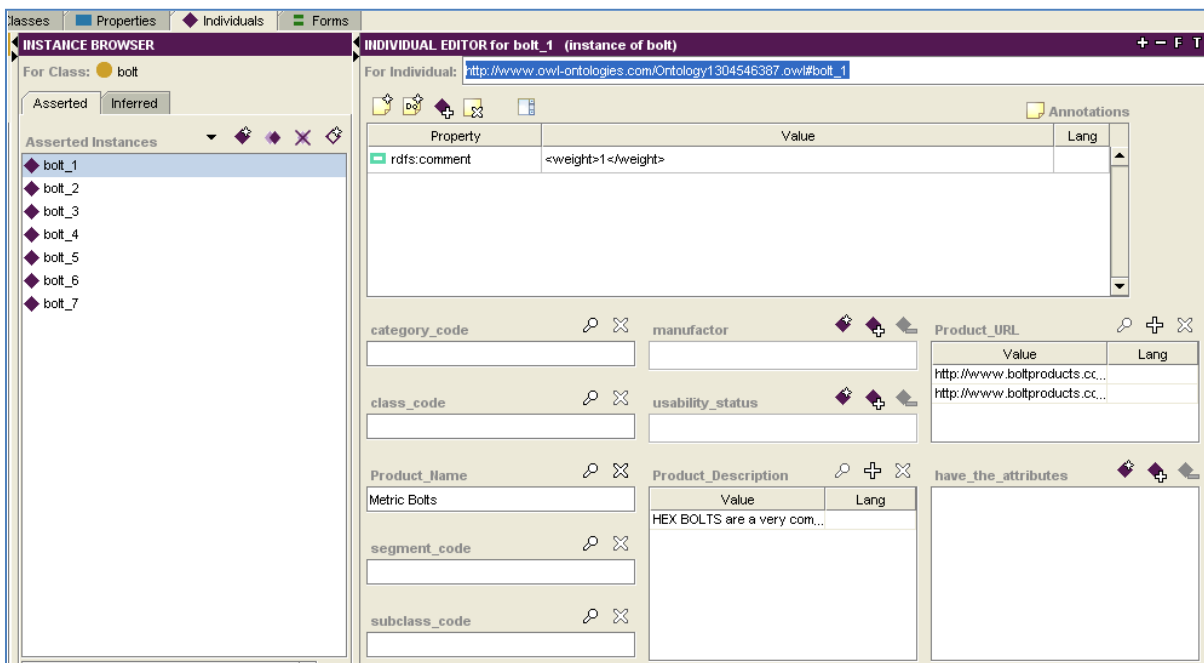 lasses Properties Individuals Forms
INSTANCE BROWSER
For Class: bolt
Asserted Inferred
Asserted Instances
bolt_1
bolt_2
bolt_3
bolt_4
bolt_5
bolt_6
bolt_7
INDIVIDUAL EDITOR for bolt_1 (instance of bolt)
+ − F T
For Individual: http://www.owl-ontologies.com/Ontology1304546387.owl#bolt_1
Annotations
Property Value Lang
rdfs:comment <weight>1</weight>
category_code
manufactor
Product_URL
Value Lang
http://www.boltproducts.cc...
http://www.boltproducts.cc...
class_code
usability_status
Product_Name
Metric Bolts
Product_Description
Value Lang
HEX BOLTS are a very com...
have_the_attributes
segment_code
subclass_code